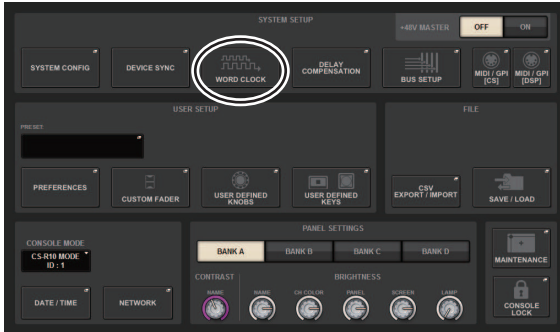 SYSTEM SETUP
+48V MASTER
OFF
ON
SYSTEM CONFIG
DEVICE SYNC
WORD CLOCK
DELAY
COMPENSATION
BUS SETUP
MIDI / GPI
[CS]
MIDI / GPI
[DSP]
USER SETUP
FILE
PRESET
PREFERENCES
CUSTOM FADER
USER DEFINED
KNOBS
USER DEFINED
KEYS
CSV
EXPORT / IMPORT
SAVE / LOAD
PANEL SETTINGS
CONSOLE MODE
CS-R10 MODE
ID : 1
BANK A
BANK B
BANK C
BANK D
MAINTENANCE
CONTRAST
BRIGHTNESS
NAME
NAME
CH COLOR
PANEL
SCREEN
LAMP
DATE / TIME
NETWORK
CONSOLE
LOCK